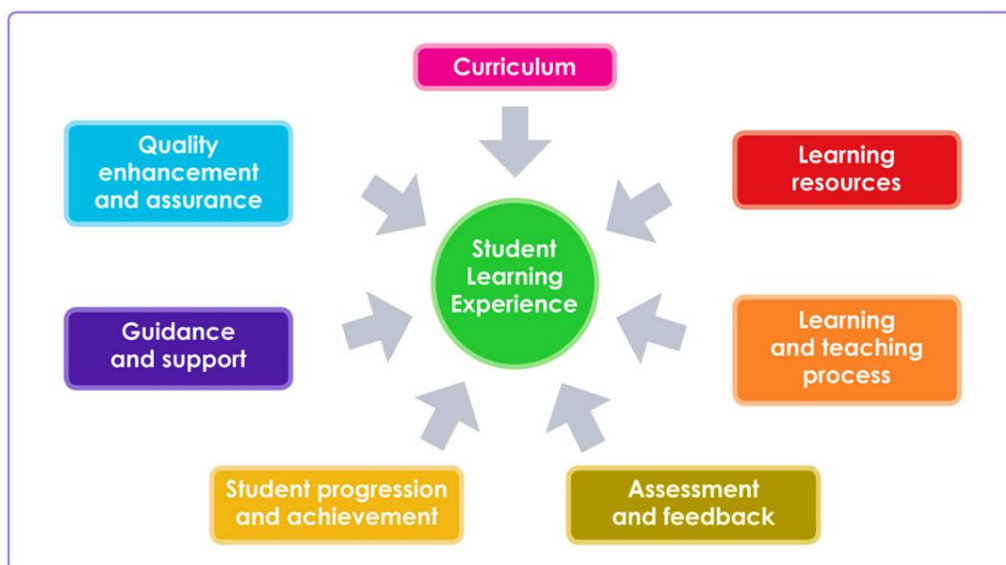 Curriculum
Quality
enhancement
and assurance
Learning
resources
Student
Learning
Experience
Guidance
and support
Learning
and teaching
process
Student progression
and achievement
Assessment
and feedback